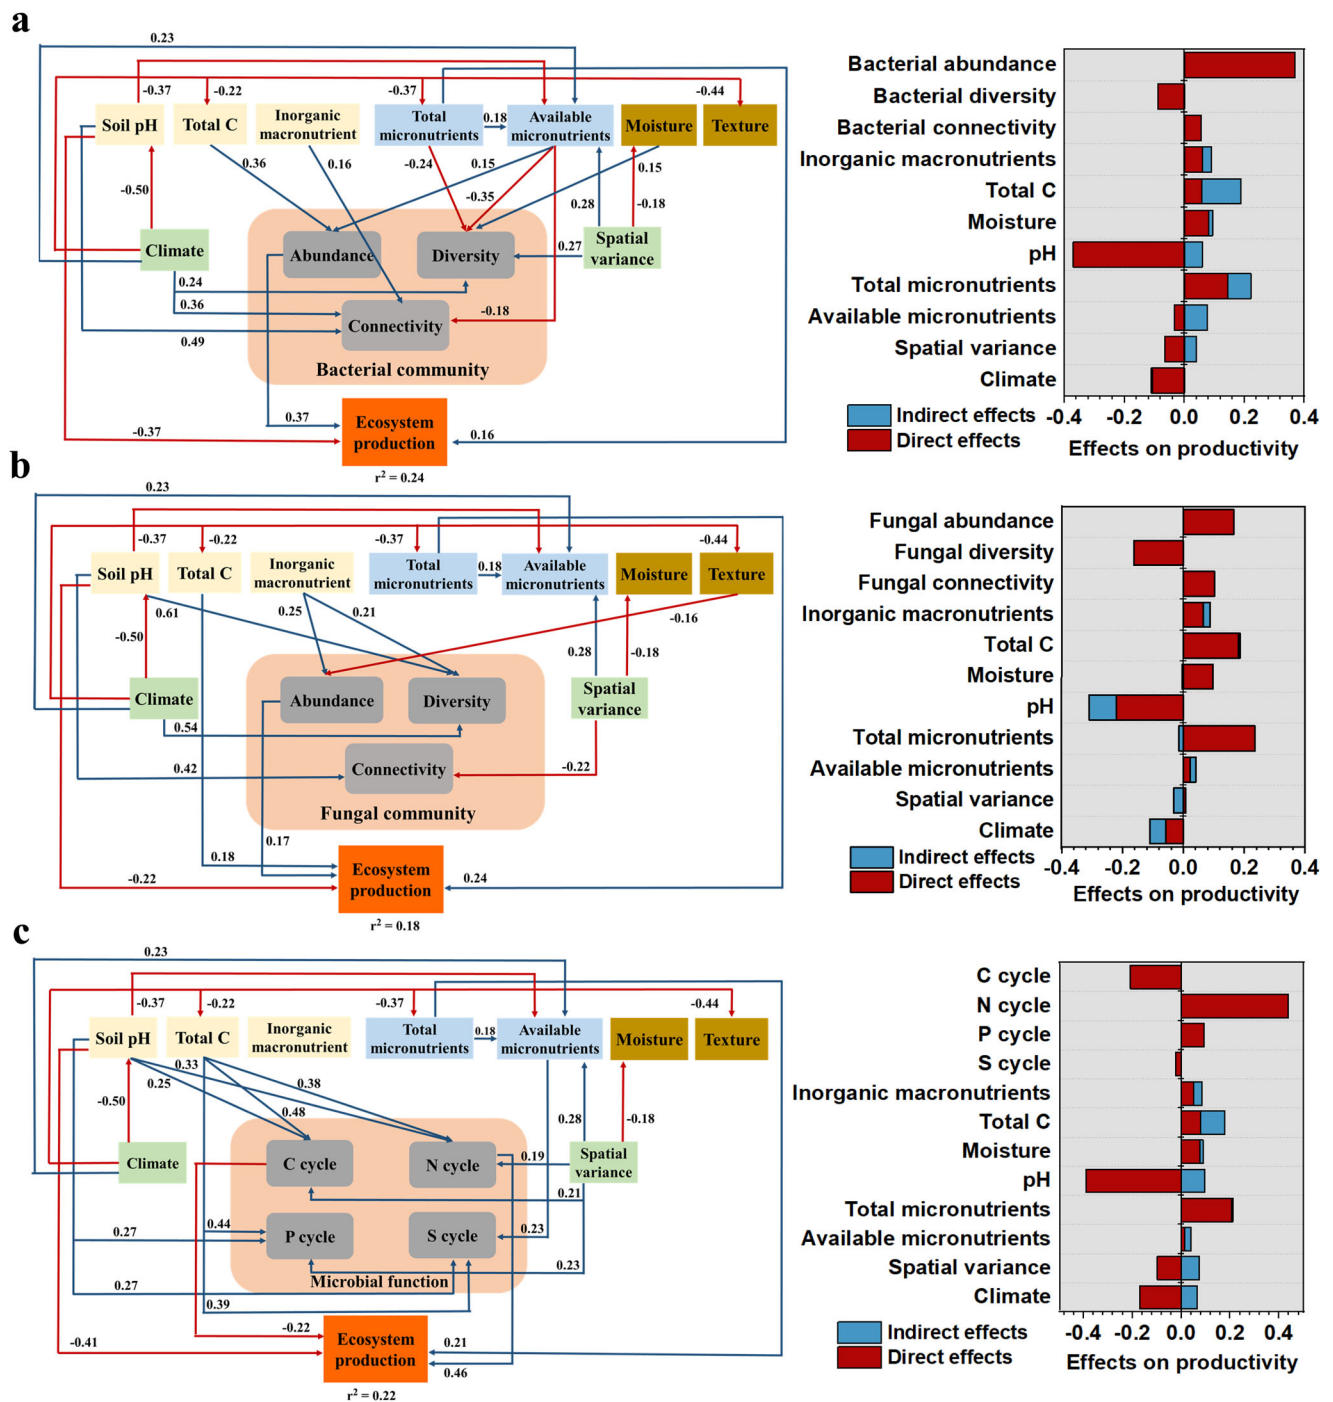 a
0.23
-0.37
-0.22
-0.37
-0.44
Soil pH
Total C
Inorganic
macronutrient
Total
micronutrients
0.18
Available
micronutrients
Moisture
Texture
0.36
0.16
-0.24
0.15
-0.35
0.15
-0.50
0.28
-0.18
Climate
Abundance
Diversity
0.27
Spatial
variance
0.24
0.36
Connectivity
-0.18
0.49
Bacterial community
0.37
Ecosystem
production
-0.37
0.16
r² = 0.24
Bacterial abundance
Bacterial diversity
Bacterial connectivity
Inorganic macronutrients
Total C
Moisture
pH
Total micronutrients
Available micronutrients
Spatial variance
Climate
-0.4 -0.2 0.0 0.2 0.4
Indirect effects
Direct effects
Effects on productivity
b
0.23
-0.37
-0.22
-0.37
-0.44
Soil pH
Total C
Inorganic
macronutrient
Total
micronutrients
0.18
Available
micronutrients
Moisture
Texture
0.61
0.25
0.21
-0.16
-0.50
0.28
-0.18
Climate
Abundance
Diversity
Spatial
variance
0.54
Connectivity
0.42
-0.22
Fungal community
0.17
0.18
Ecosystem
production
-0.22
0.24
r² = 0.18
Fungal abundance
Fungal diversity
Fungal connectivity
Inorganic macronutrients
Total C
Moisture
pH
Total micronutrients
Available micronutrients
Spatial variance
Climate
-0.4 -0.2 0.0 0.2 0.4
Indirect effects
Direct effects
Effects on productivity
c
0.23
-0.37
-0.22
-0.37
-0.44
Soil pH
Total C
Inorganic
macronutrient
Total
micronutrients
0.18
Available
micronutrients
Moisture
Texture
0.33
0.25
0.38
0.48
-0.50
0.28
-0.18
Climate
C cycle
N cycle
0.19
Spatial
variance
0.21
0.44
0.27
P cycle
S cycle
0.23
0.23
Microbial function
0.27
0.39
-0.22
Ecosystem
production
-0.41
0.21
0.46
r² = 0.22
C cycle
N cycle
P cycle
S cycle
Inorganic macronutrients
Total C
Moisture
pH
Total micronutrients
Available micronutrients
Spatial variance
Climate
-0.4 -0.2 0.0 0.2 0.4
Indirect effects
Direct effects
Effects on productivity